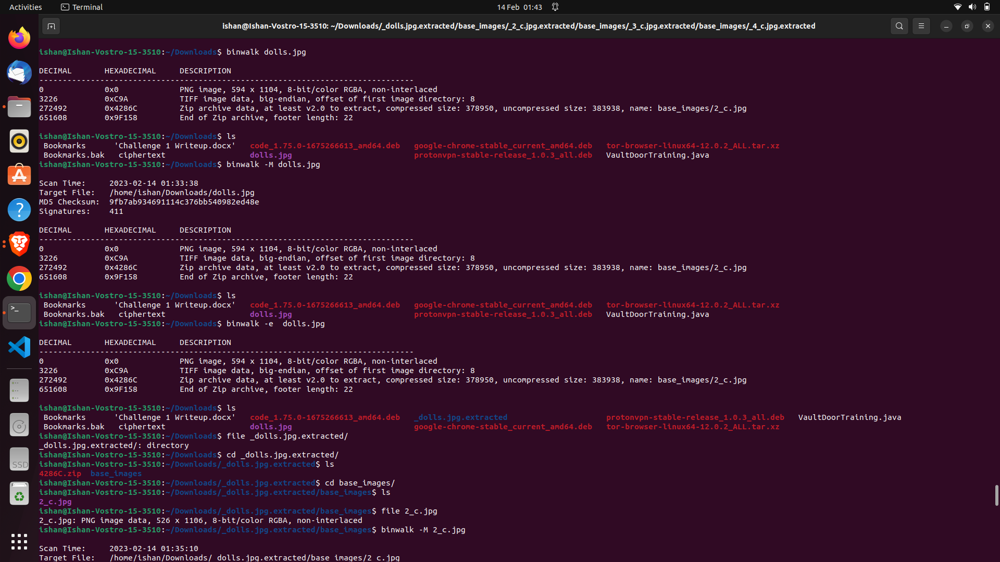 Activities
Terminal
14 Feb 01:43
ishan@Ishan-Vostro-15-3510: ~/Downloads/_dolls.jpg.extracted/base_images/_2_c.jpg.extracted/base_images/_3_c.jpg.extracted/base_images/_4_c.jpg.extracted
ishan@Ishan-Vostro-15-3510:~/Downloads$ binwalk dolls.jpg
DECIMAL       HEXADECIMAL     DESCRIPTION
--------------------------------------------------------------------------------
0             0x0             PNG image, 594 x 1104, 8-bit/color RGBA, non-interlaced
3226          0xC9A           TIFF image data, big-endian, offset of first image directory: 8
272492        0x4286C         Zip archive data, at least v2.0 to extract, compressed size: 378950, uncompressed size: 383938, name: base_images/2_c.jpg
651608        0x9F158         End of Zip archive, footer length: 22
ishan@Ishan-Vostro-15-3510:~/Downloads$ ls
Bookmarks      'Challenge 1 Writeup.docx'   code_1.75.0-1675266613_amd64.deb   google-chrome-stable_current_amd64.deb   tor-browser-linux64-12.0.2_ALL.tar.xz
Bookmarks.bak   ciphertext                  dolls.jpg                          protonvpn-stable-release_1.0.3_all.deb   VaultDoorTraining.java
ishan@Ishan-Vostro-15-3510:~/Downloads$ binwalk -M dolls.jpg
Scan Time:     2023-02-14 01:33:38
Target File:   /home/ishan/Downloads/dolls.jpg
MD5 Checksum:  9fb7ab934691114c376bb540982ed48e
Signatures:    411
DECIMAL       HEXADECIMAL     DESCRIPTION
--------------------------------------------------------------------------------
0             0x0             PNG image, 594 x 1104, 8-bit/color RGBA, non-interlaced
3226          0xC9A           TIFF image data, big-endian, offset of first image directory: 8
272492        0x4286C         Zip archive data, at least v2.0 to extract, compressed size: 378950, uncompressed size: 383938, name: base_images/2_c.jpg
651608        0x9F158         End of Zip archive, footer length: 22
ishan@Ishan-Vostro-15-3510:~/Downloads$ ls
Bookmarks      'Challenge 1 Writeup.docx'   code_1.75.0-1675266613_amd64.deb   google-chrome-stable_current_amd64.deb   tor-browser-linux64-12.0.2_ALL.tar.xz
Bookmarks.bak   ciphertext                  dolls.jpg                          protonvpn-stable-release_1.0.3_all.deb   VaultDoorTraining.java
ishan@Ishan-Vostro-15-3510:~/Downloads$ binwalk -e  dolls.jpg
DECIMAL       HEXADECIMAL     DESCRIPTION
--------------------------------------------------------------------------------
0             0x0             PNG image, 594 x 1104, 8-bit/color RGBA, non-interlaced
3226          0xC9A           TIFF image data, big-endian, offset of first image directory: 8
272492        0x4286C         Zip archive data, at least v2.0 to extract, compressed size: 378950, uncompressed size: 383938, name: base_images/2_c.jpg
651608        0x9F158         End of Zip archive, footer length: 22
ishan@Ishan-Vostro-15-3510:~/Downloads$ ls
Bookmarks      'Challenge 1 Writeup.docx'   code_1.75.0-1675266613_amd64.deb   _dolls.jpg.extracted                     protonvpn-stable-release_1.0.3_all.deb   VaultDoorTraining.java
Bookmarks.bak   ciphertext                  dolls.jpg                          google-chrome-stable_current_amd64.deb   tor-browser-linux64-12.0.2_ALL.tar.xz
ishan@Ishan-Vostro-15-3510:~/Downloads$ file _dolls.jpg.extracted/
_dolls.jpg.extracted/: directory
ishan@Ishan-Vostro-15-3510:~/Downloads$ cd _dolls.jpg.extracted/
ishan@Ishan-Vostro-15-3510:~/Downloads/_dolls.jpg.extracted$ ls
4286C.zip  base_images
ishan@Ishan-Vostro-15-3510:~/Downloads/_dolls.jpg.extracted$ cd base_images/
ishan@Ishan-Vostro-15-3510:~/Downloads/_dolls.jpg.extracted/base_images$ ls
2_c.jpg
ishan@Ishan-Vostro-15-3510:~/Downloads/_dolls.jpg.extracted/base_images$ file 2_c.jpg
2_c.jpg: PNG image data, 526 x 1106, 8-bit/color RGBA, non-interlaced
ishan@Ishan-Vostro-15-3510:~/Downloads/_dolls.jpg.extracted/base_images$ binwalk -M 2_c.jpg
Scan Time:     2023-02-14 01:35:10
Target File:   /home/ishan/Downloads/_dolls.jpg.extracted/base_images/2_c.jpg
SSD